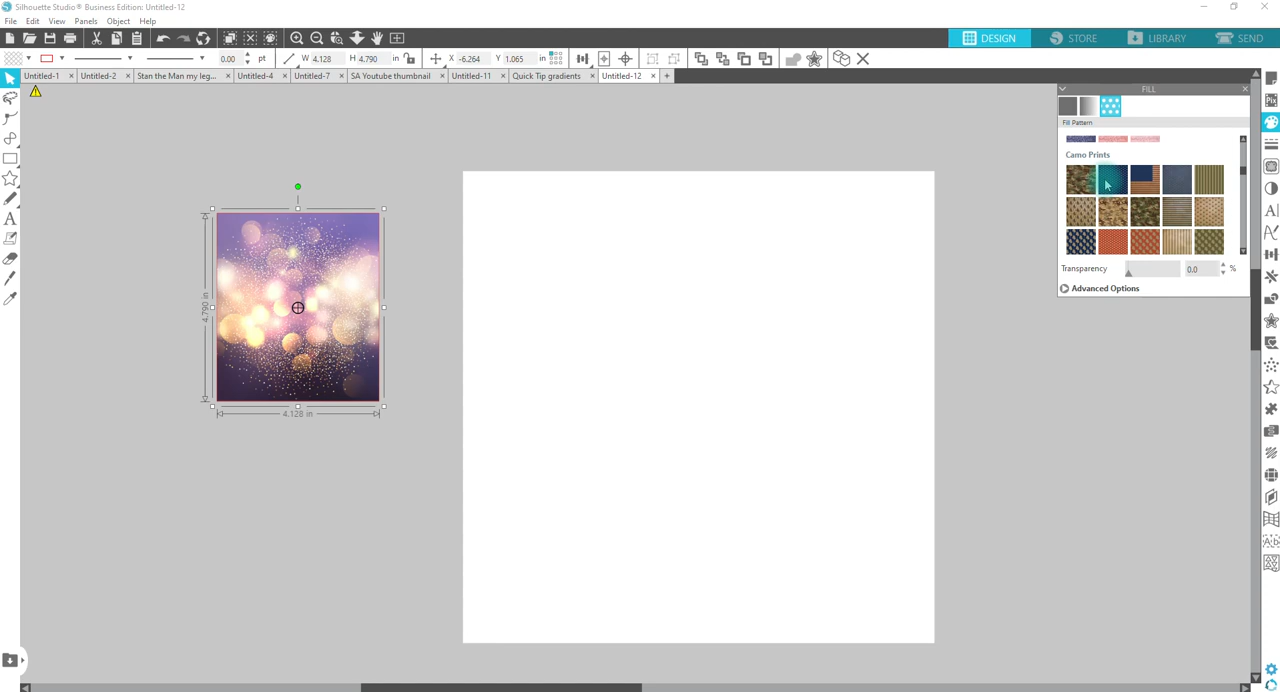 Silhouette Studio® Business Edition: Untitled-12
File Edit View Panels Object Help
DESIGN STORE LIBRARY SEND
0.00 pt W 4.128 H 4.790 in X -6.264 Y 1.065 in
Untitled-1 Untitled-2 Stan the Man my leg... Untitled-4 Untitled-7 SA Youtube thumbnail Untitled-11 Quick Tip gradients Untitled-12
FILL
Pix
Fill Pattern
Camo Prints
Transparency 0.0 %
Advanced Options
4.790 in
4.128 in